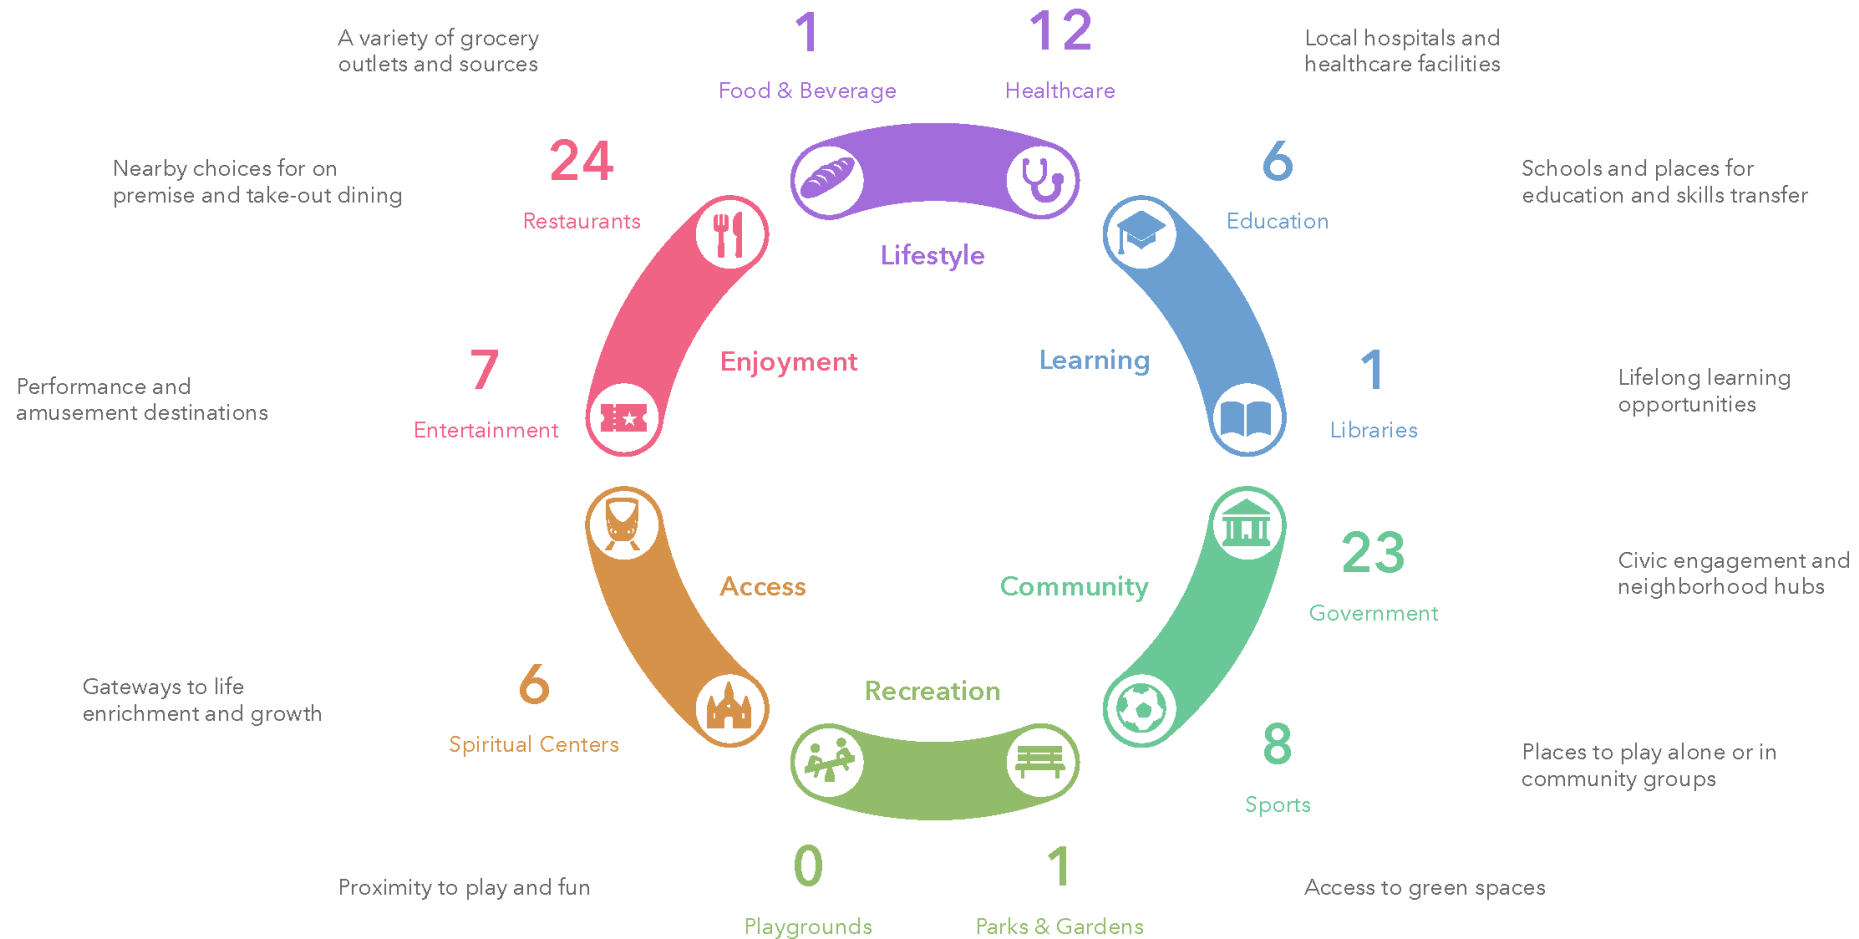 A variety of grocery
outlets and sources
1
Food & Beverage
12
Healthcare
Local hospitals and
healthcare facilities
Nearby choices for on
premise and take-out dining
24
Restaurants
Lifestyle
6
Education
Schools and places for
education and skills transfer
Performance and
amusement destinations
7
Entertainment
Enjoyment
Learning
1
Libraries
Lifelong learning
opportunities
Access
Community
23
Government
Civic engagement and
neighborhood hubs
Gateways to life
enrichment and growth
6
Spiritual Centers
Recreation
8
Sports
Places to play alone or in
community groups
Proximity to play and fun
0
Playgrounds
1
Parks & Gardens
Access to green spaces